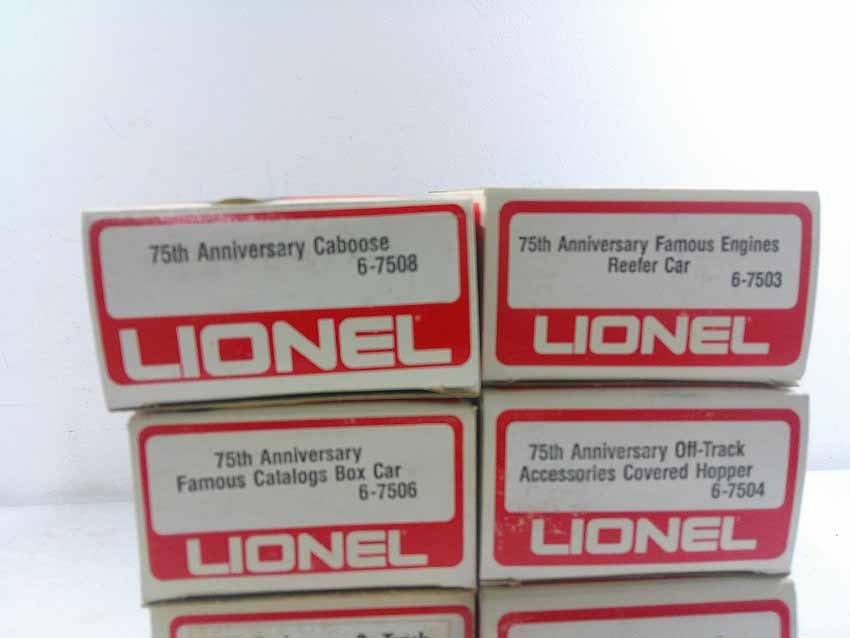 75th Anniversary Caboose
6-7508
LIONEL
75th Anniversary Famous Engines
Reefer Car
6-7503
LIONEL
75th Anniversary
Famous Catalogs Box Car
6-7506
LIONEL
75th Anniversary Off-Track
Accessories Covered Hopper
6-7504
LIONEL